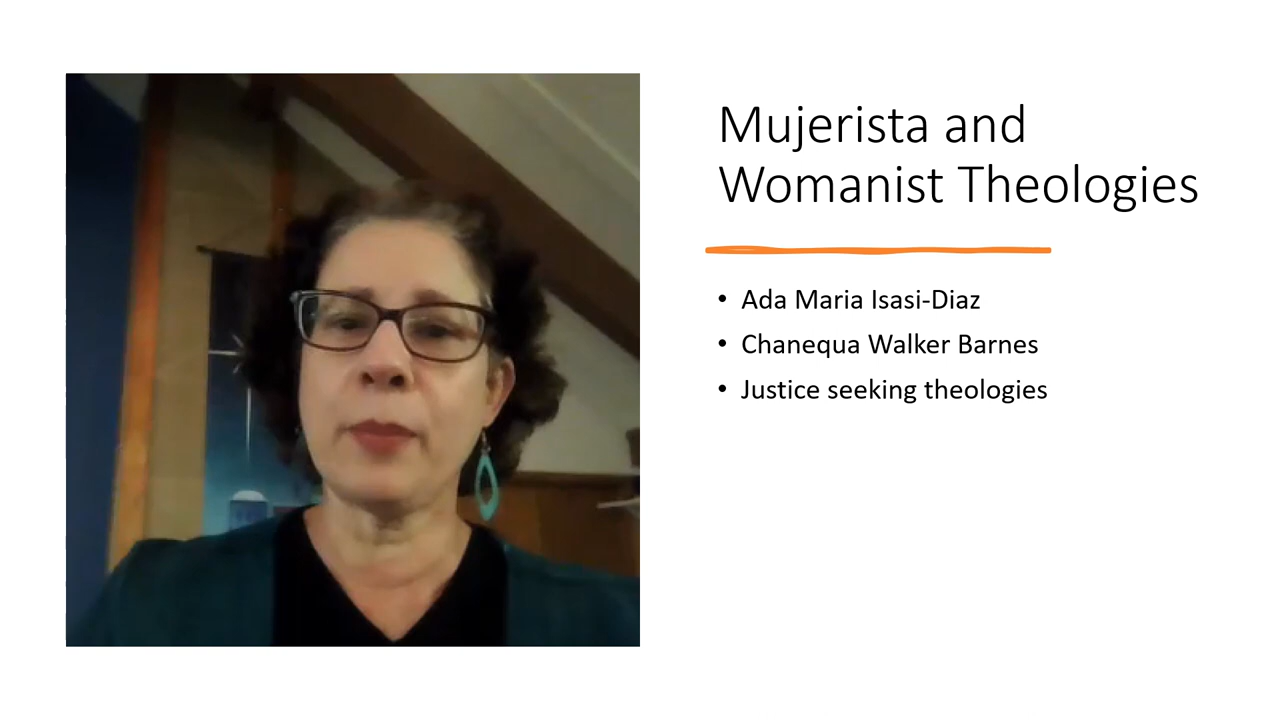 Mujerista and
Womanist Theologies
• Ada Maria Isasi-Diaz
• Chanequa Walker Barnes
• Justice seeking theologies